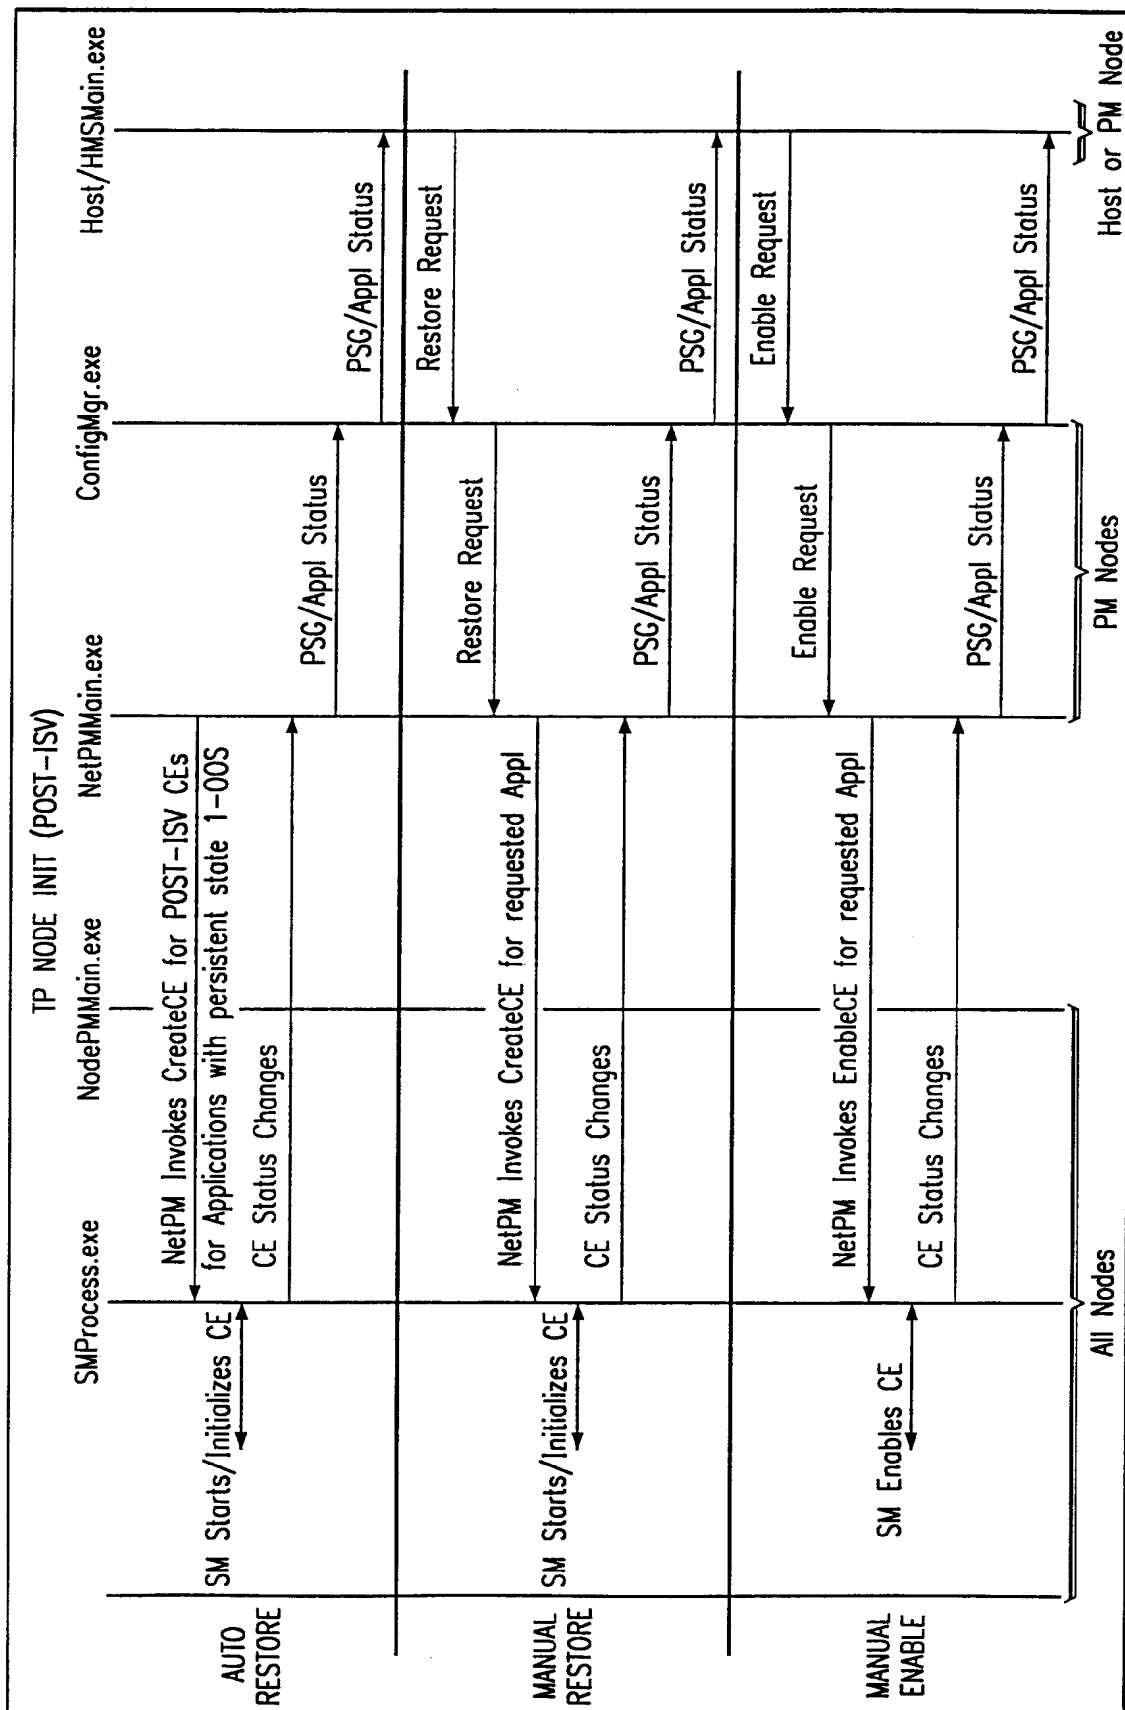 TP NODE INIT (POST-ISV)
SMProcess.exe
NodePMMain.exe
NetPMMain.exe
ConfigMgr.exe
Host/HMSMain.exe
AUTO
RESTORE
SM Starts/Initializes CE
NetPM Invokes CreateCE for POST-ISV CEs
for Applications with persistent state 1-OOS
CE Status Changes
PSG/Appl Status
PSG/Appl Status
MANUAL
RESTORE
Restore Request
Restore Request
NetPM Invokes CreateCE for requested Appl
SM Starts/Initializes CE
CE Status Changes
PSG/Appl Status
PSG/Appl Status
MANUAL
ENABLE
Enable Request
Enable Request
NetPM Invokes EnableCE for requested Appl
SM Enables CE
CE Status Changes
PSG/Appl Status
PSG/Appl Status
All Nodes
PM Nodes
Host or PM Node